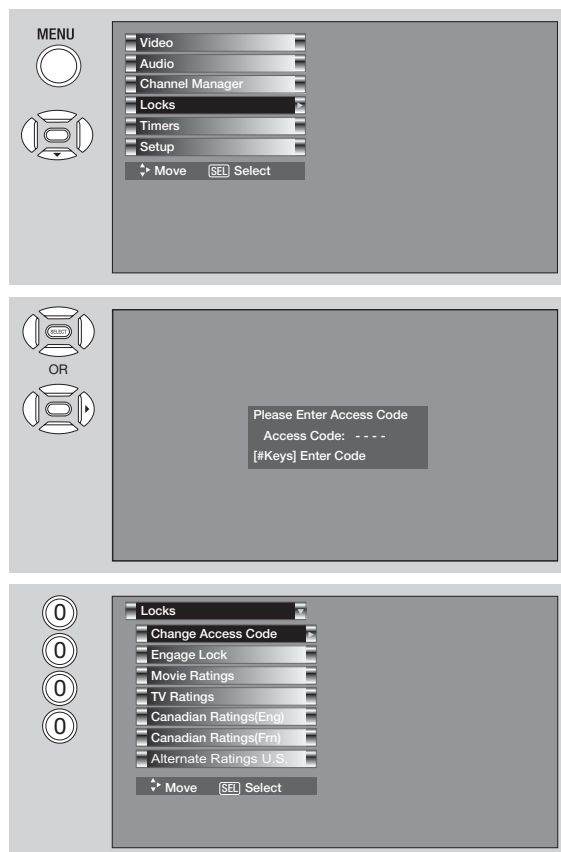 MENU
Video
Audio
Channel Manager
Locks
Timers
Setup
Move SEL Select
SELECT
OR
Please Enter Access Code
Access Code: - - - -
[#Keys] Enter Code
0
0
0
0
Locks
Change Access Code
Engage Lock
Movie Ratings
TV Ratings
Canadian Ratings(Eng)
Canadian Ratings(Frn)
Alternate Ratings U.S.
Move SEL Select